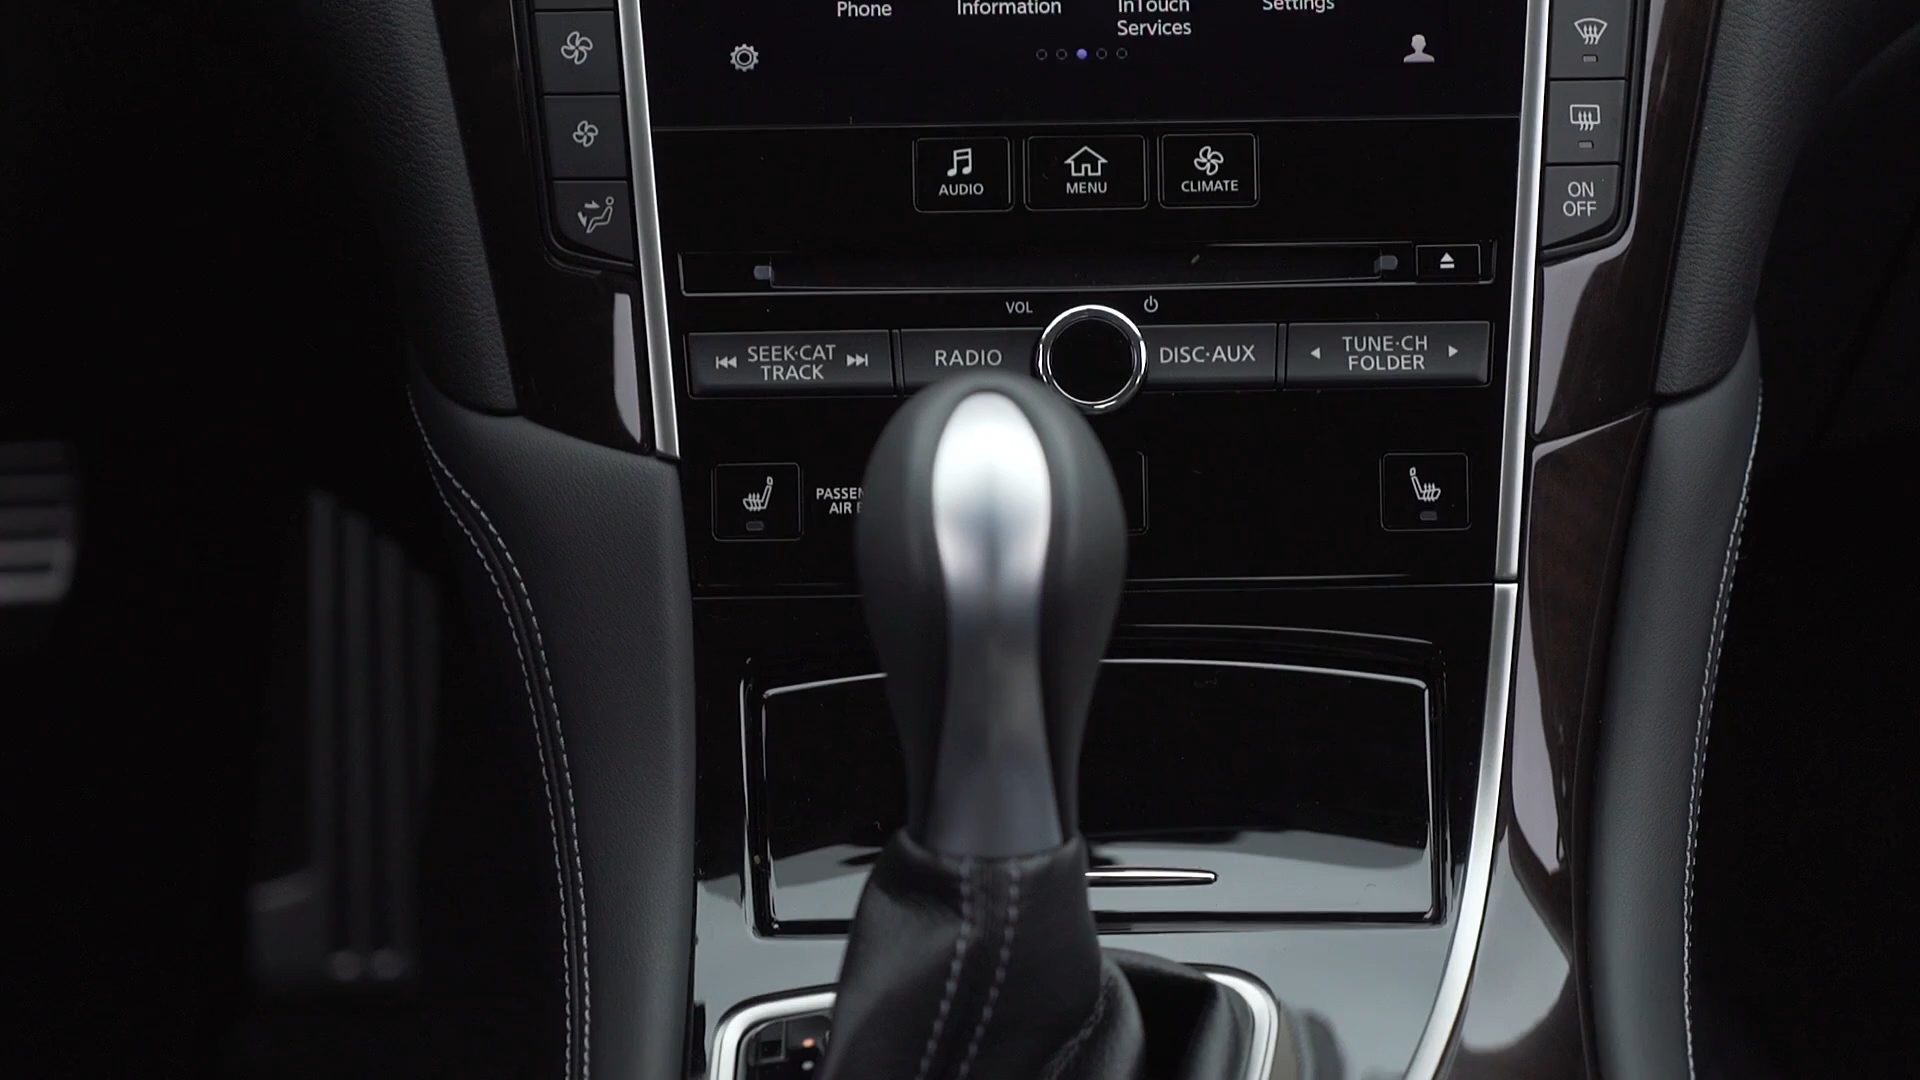 Phone
Information
InTouch
Services
Settings
AUDIO
MENU
CLIMATE
ON
OFF
VOL
SEEK·CAT
TRACK
RADIO
DISC·AUX
TUNE·CH
FOLDER
AIR